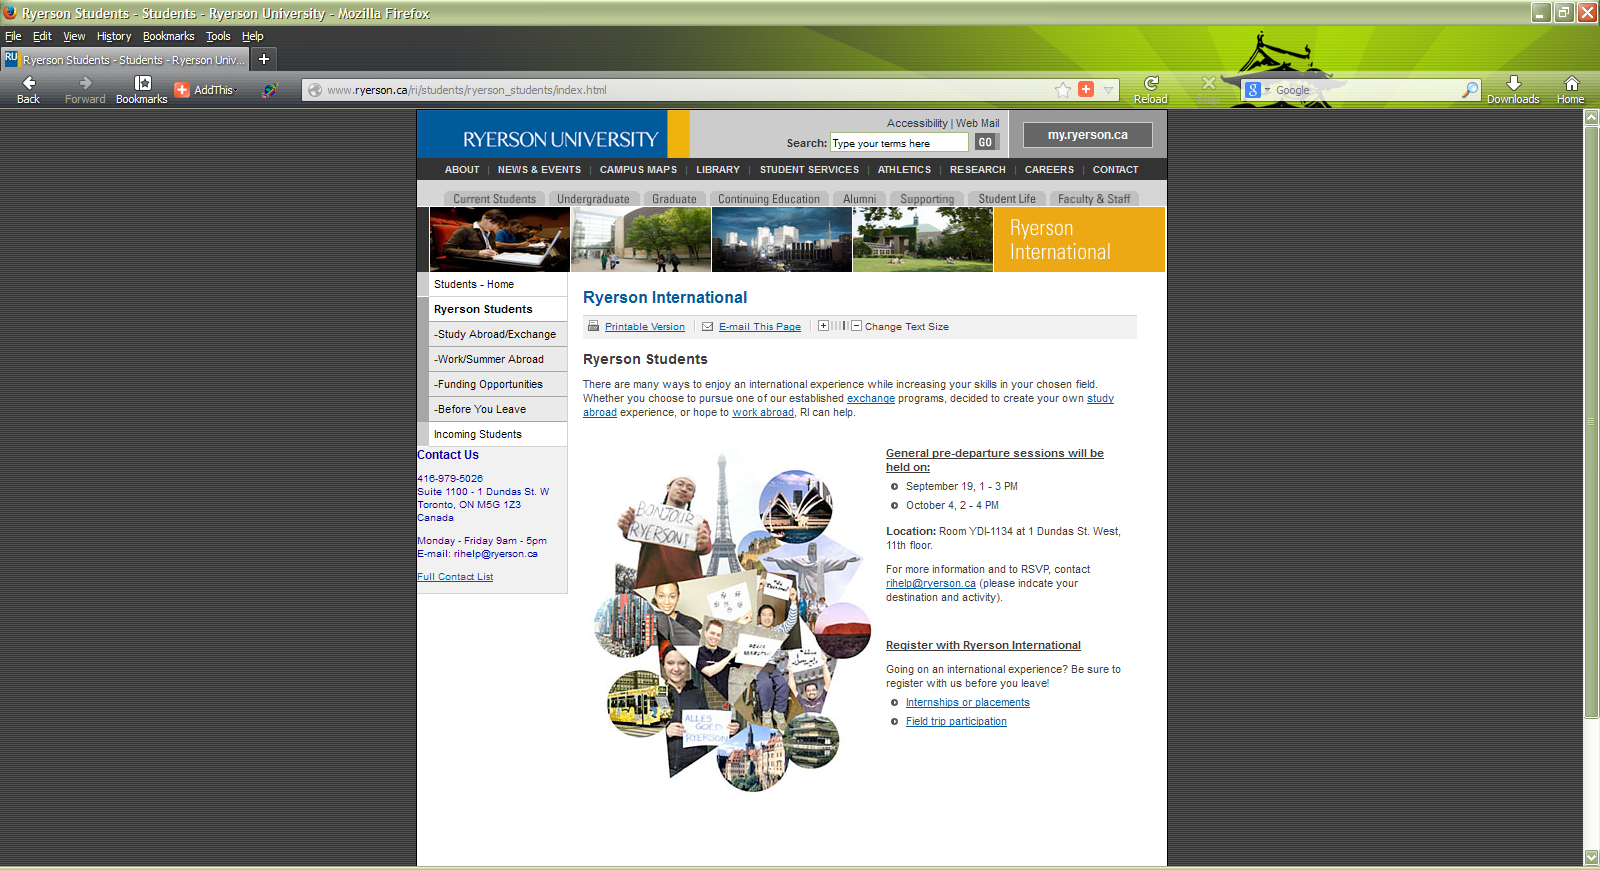 Ryerson Students - Students - Ryerson University - Mozilla Firefox
File Edit View History Bookmarks Tools Help
RU Ryerson Students - Students - Ryerson Univ... +
Back Forward Bookmarks AddThis www.ryerson.ca/ri/students/ryerson_students/index.html Reload Stop Google Downloads Home
RYERSON UNIVERSITY
Accessibility | Web Mail
Search: Type your terms here GO
my.ryerson.ca
ABOUT | NEWS & EVENTS | CAMPUS MAPS | LIBRARY | STUDENT SERVICES | ATHLETICS | RESEARCH | CAREERS | CONTACT
Current Students Undergraduate Graduate Continuing Education Alumni Supporting Student Life Faculty & Staff
Ryerson
International
Students - Home
Ryerson Students
-Study Abroad/Exchange
-Work/Summer Abroad
-Funding Opportunities
-Before You Leave
Incoming Students
Contact Us
416-979-5026
Suite 1100 - 1 Dundas St. W
Toronto, ON M5G 1Z3
Canada
Monday - Friday 9am - 5pm
E-mail: rihelp@ryerson.ca
Full Contact List
Ryerson International
Printable Version E-mail This Page Change Text Size
Ryerson Students
There are many ways to enjoy an international experience while increasing your skills in your chosen field.
Whether you choose to pursue one of our established exchange programs, decided to create your own study
abroad experience, or hope to work abroad, RI can help.
BONJOUR
RYERSON!
ALLES
GOED
RYERSON
General pre-departure sessions will be
held on:
September 19, 1 - 3 PM
October 4, 2 - 4 PM
Location: Room YDI-1134 at 1 Dundas St. West,
11th floor.
For more information and to RSVP, contact
rihelp@ryerson.ca (please indcate your
destination and activity).
Register with Ryerson International
Going on an international experience? Be sure to
register with us before you leave!
Internships or placements
Field trip participation